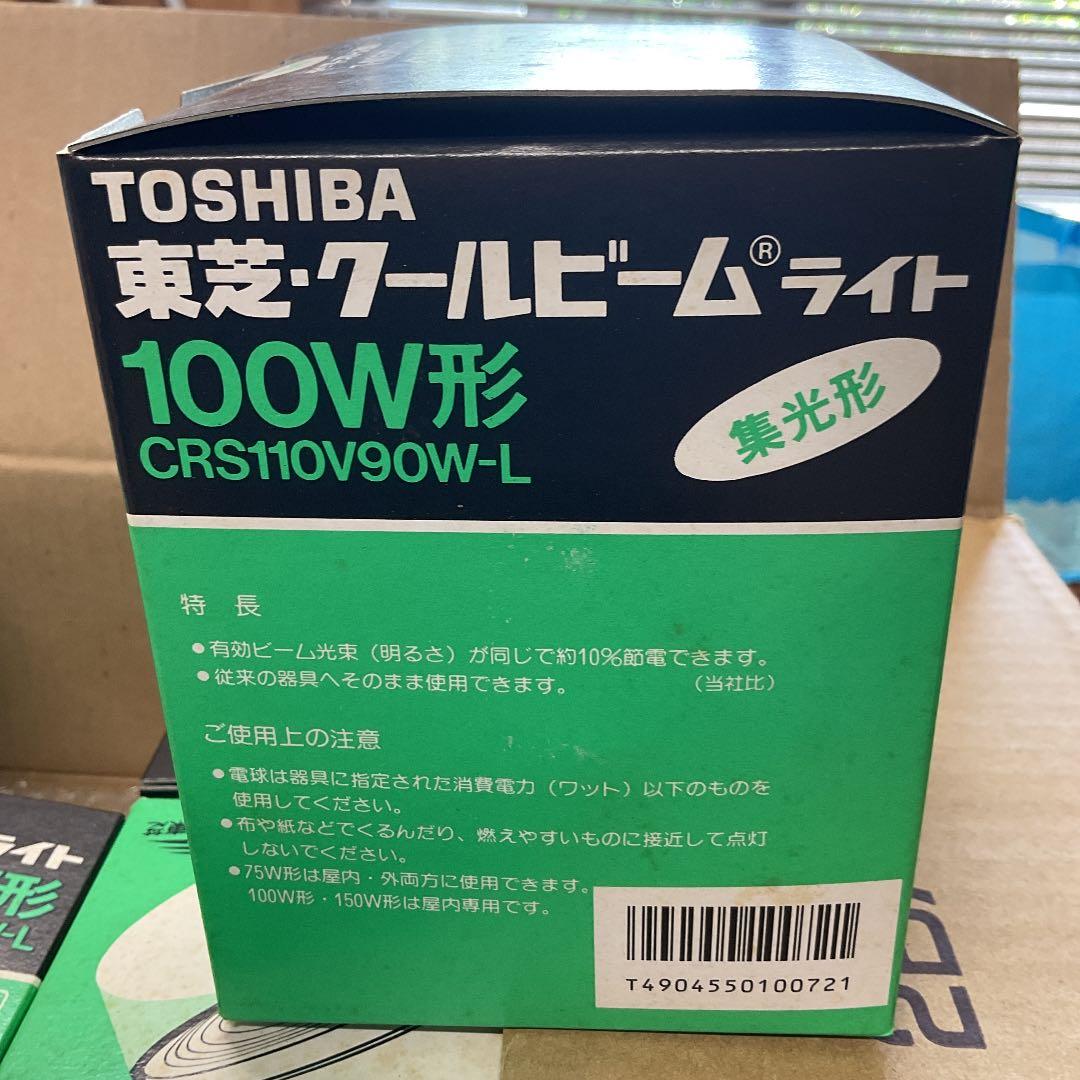 TOSHIBA
東芝・クールビーム®ライト
100W形
CRS110V90W-L
集光形
特 長
●有効ビーム光束（明るさ）が同じで約10%節電できます。
●従来の器具へそのまま使用できます。 （当社比）
ご使用上の注意
●電球は器具に指定された消費電力（ワット）以下のものを
使用してください。
●布や紙などでくるんだり、燃えやすいものに接近して点灯
しないでください。
●75W形は屋内・外両方に使用できます。
100W形・150W形は屋内専用です。
T4904550100721
東芝
ライト
形
-L